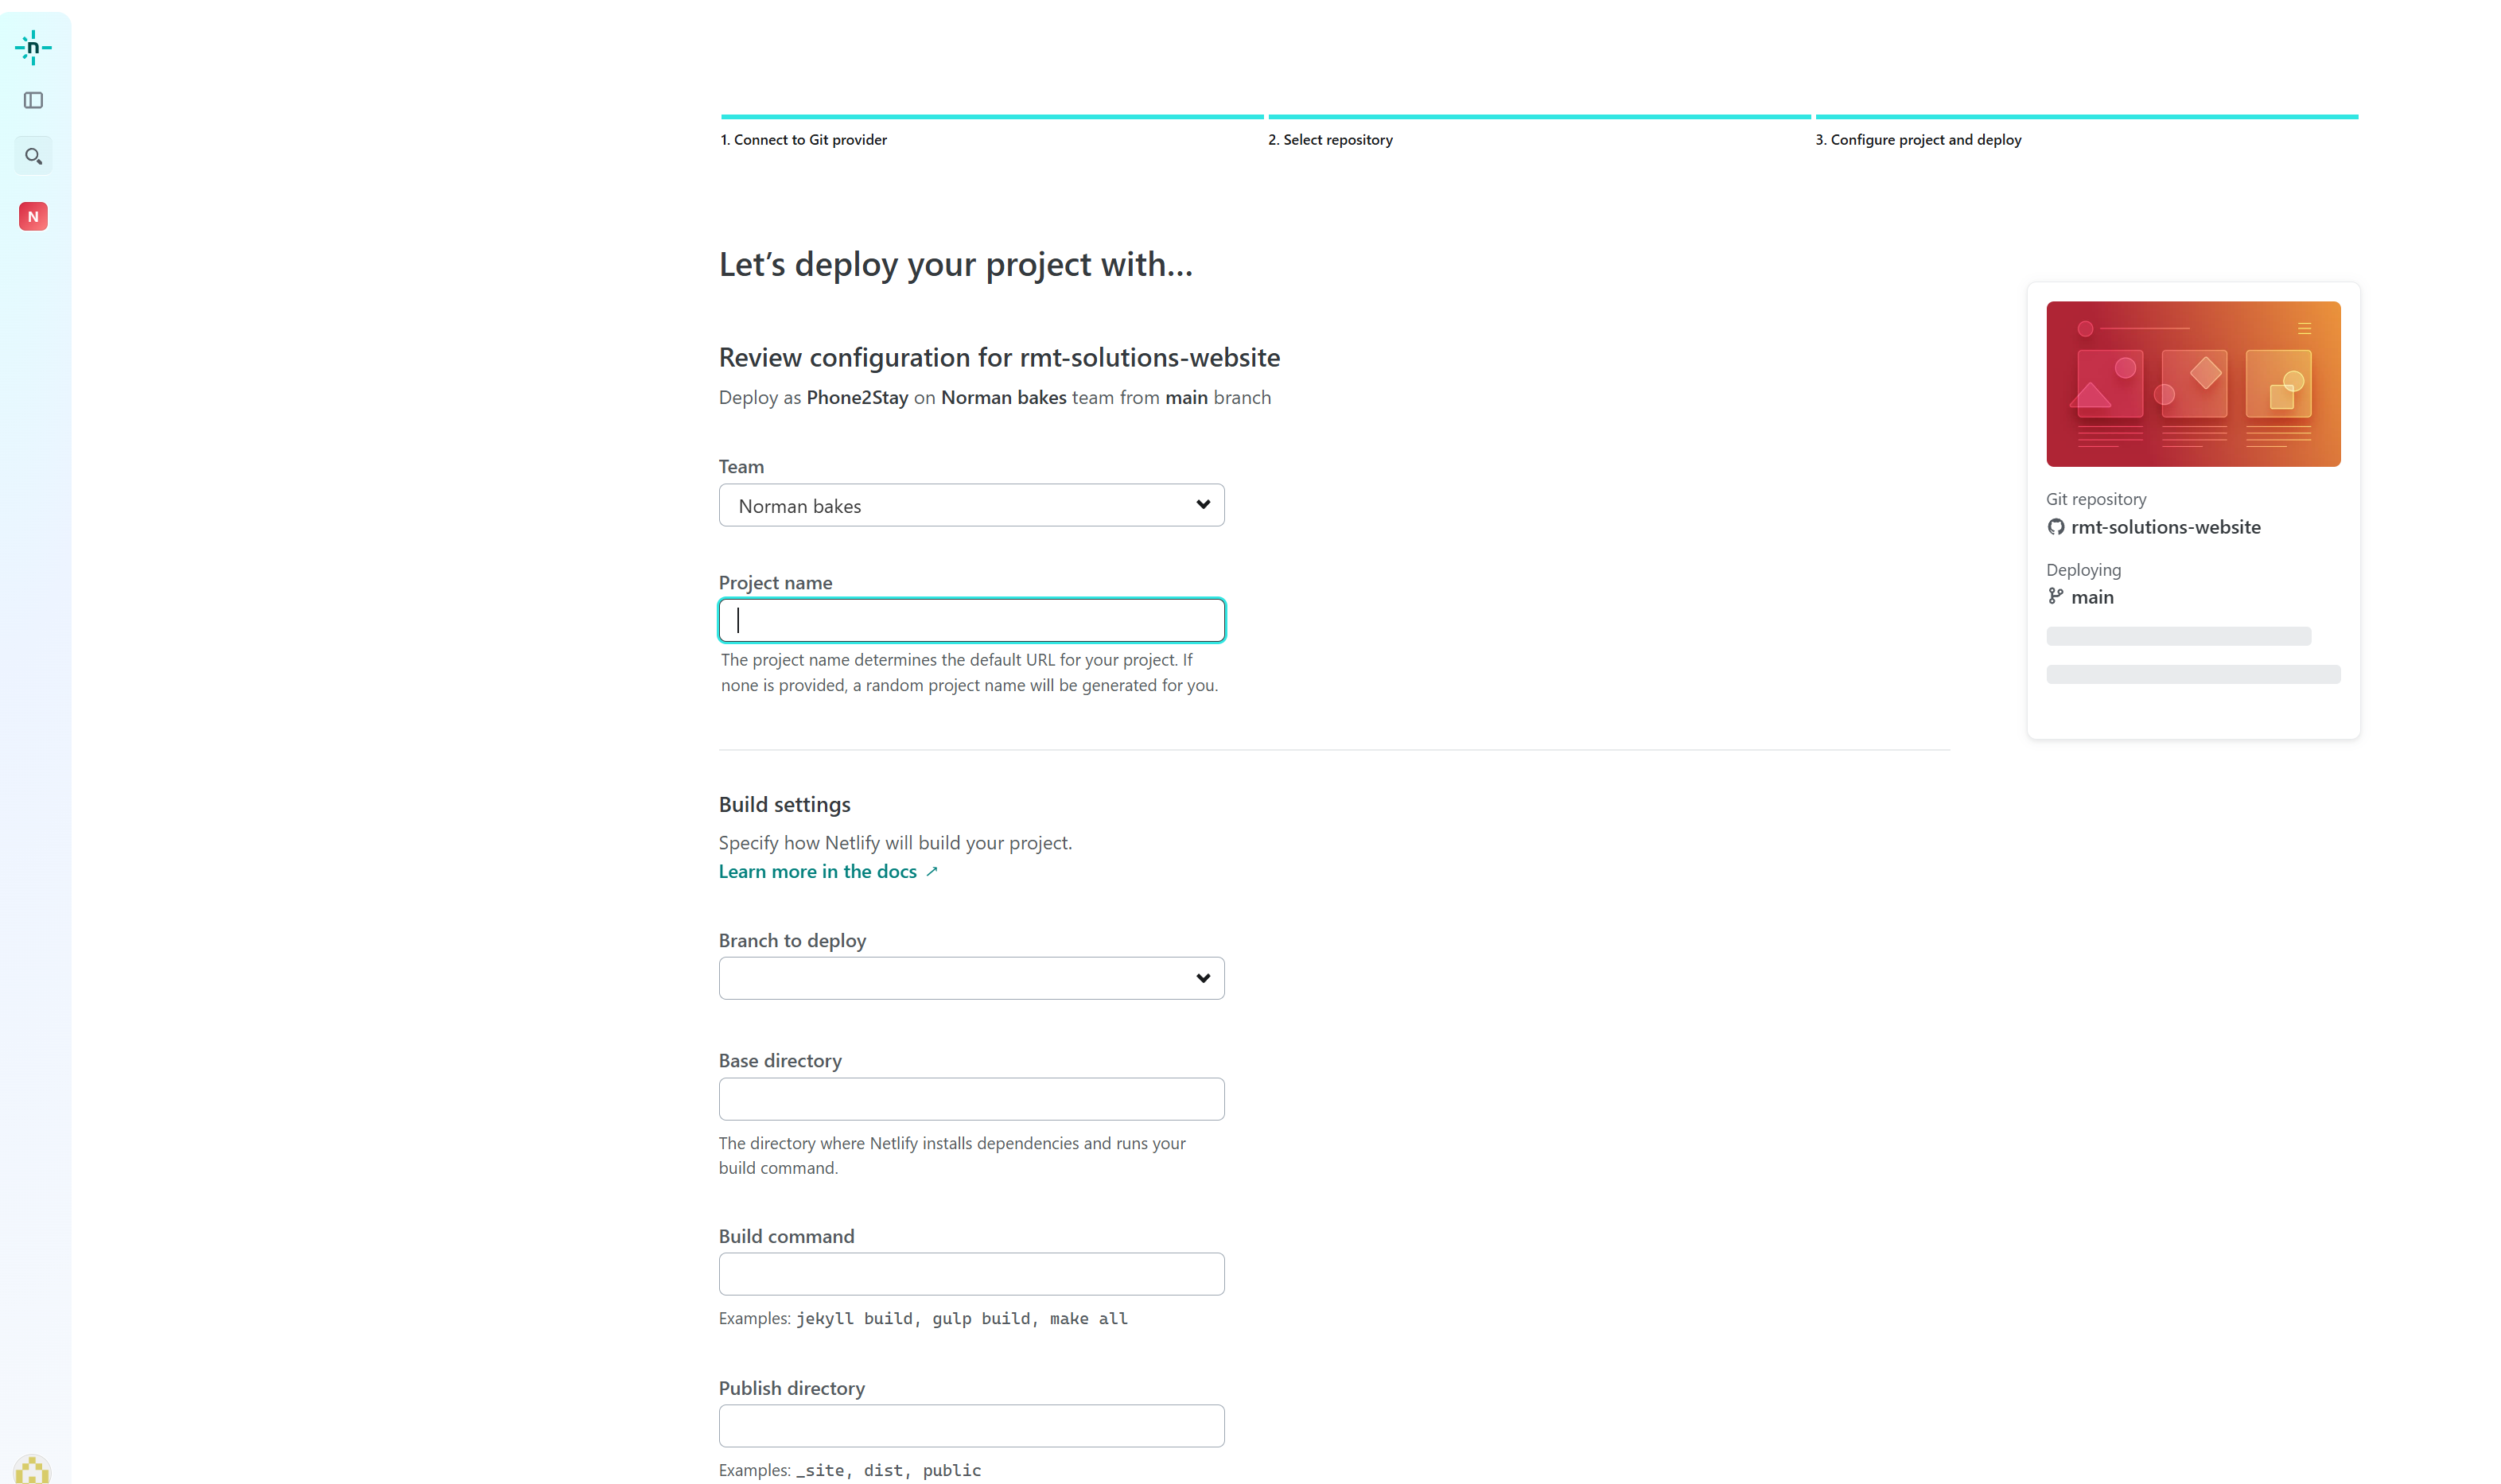 n
N
1. Connect to Git provider
2. Select repository
3. Configure project and deploy
Let’s deploy your project with…
Review configuration for rmt-solutions-website
Deploy as Phone2Stay on Norman bakes team from main branch
Team
Norman bakes
Project name
The project name determines the default URL for your project. If
none is provided, a random project name will be generated for you.
Git repository
rmt-solutions-website
Deploying
main
Build settings
Specify how Netlify will build your project.
Learn more in the docs ↗
Branch to deploy
Base directory
The directory where Netlify installs dependencies and runs your
build command.
Build command
Examples: jekyll build, gulp build, make all
Publish directory
Examples: _site, dist, public